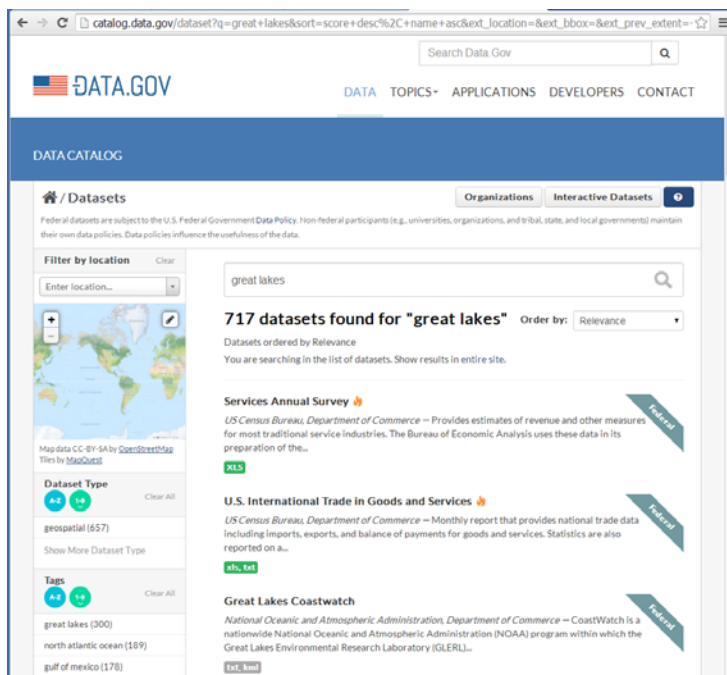 catalog.data.gov/dataset?q=great+lakes&sort=score+desc%2C+name+asc&ext_location=&ext_bbox=&ext_prev_extent=-
Search Data.Gov
DATA.GOV
DATA TOPICS APPLICATIONS DEVELOPERS CONTACT
DATA CATALOG
/ Datasets
Organizations Interactive Datasets ?
Federal datasets are subject to the U.S. Federal Government Data Policy. Non-federal participants (e.g., universities, organizations, and tribal, state, and local governments) maintain
their own data policies. Data policies influence the usefulness of the data.
Filter by location Clear
Enter location...
+
-
Map data CC-BY-SA by OpenStreetMap
Tiles by MapQuest
Dataset Type
A-Z 1-9 Clear All
geospatial (657)
Show More Dataset Type
Tags
A-Z 1-9 Clear All
great lakes (300)
north atlantic ocean (189)
gulf of mexico (178)
great lakes
717 datasets found for "great lakes" Order by: Relevance
Datasets ordered by Relevance
You are searching in the list of datasets. Show results in entire site.
Services Annual Survey
Federal
US Census Bureau, Department of Commerce — Provides estimates of revenue and other measures
for most traditional service industries. The Bureau of Economic Analysis uses these data in its
preparation of the...
XLS
U.S. International Trade in Goods and Services
Federal
US Census Bureau, Department of Commerce — Monthly report that provides national trade data
including imports, exports, and balance of payments for goods and services. Statistics are also
reported on a...
xls, txt
Great Lakes Coastwatch
Federal
National Oceanic and Atmospheric Administration, Department of Commerce — CoastWatch is a
nationwide National Oceanic and Atmospheric Administration (NOAA) program within which the
Great Lakes Environmental Research Laboratory (GLERL)...
txt, kml